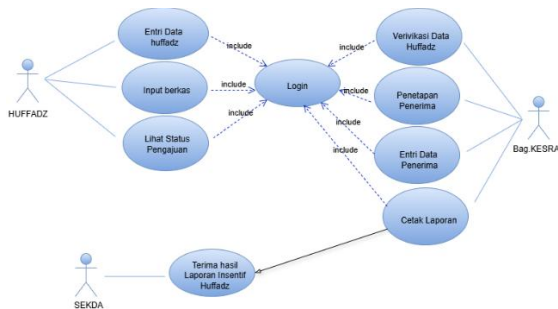 Entri Data
huffadz
Verivikasi Data
Huffadz
include
include
Input berkas
include
Login
include
Penetapan
Penerima
HUFFADZ
include
include
Lihat Status
Pengajuan
include
Entri Data
Penerima
Bag.KESRA
Cetak Laporan
Terima hasil
Laporan Insentif
Huffadz
SEKDA